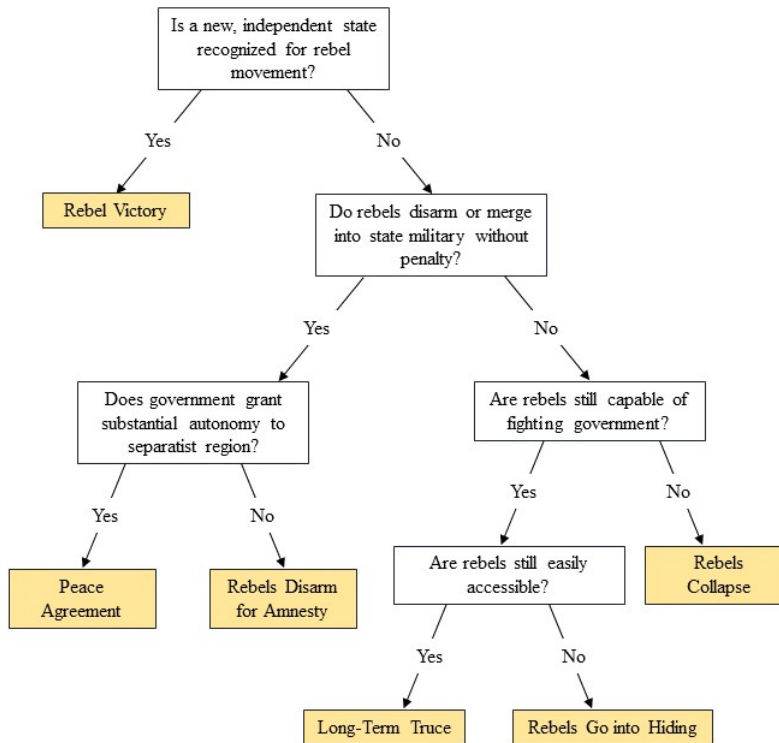 Is a new, independent state
recognized for rebel
movement?
Yes
No
Rebel Victory
Do rebels disarm or merge
into state military without
penalty?
Yes
No
Does government grant
substantial autonomy to
separatist region?
Are rebels still capable of
fighting government?
Yes
No
Yes
No
Peace
Agreement
Rebels Disarm
for Amnesty
Are rebels still easily
accessible?
Rebels
Collapse
Yes
No
Long-Term Truce
Rebels Go into Hiding